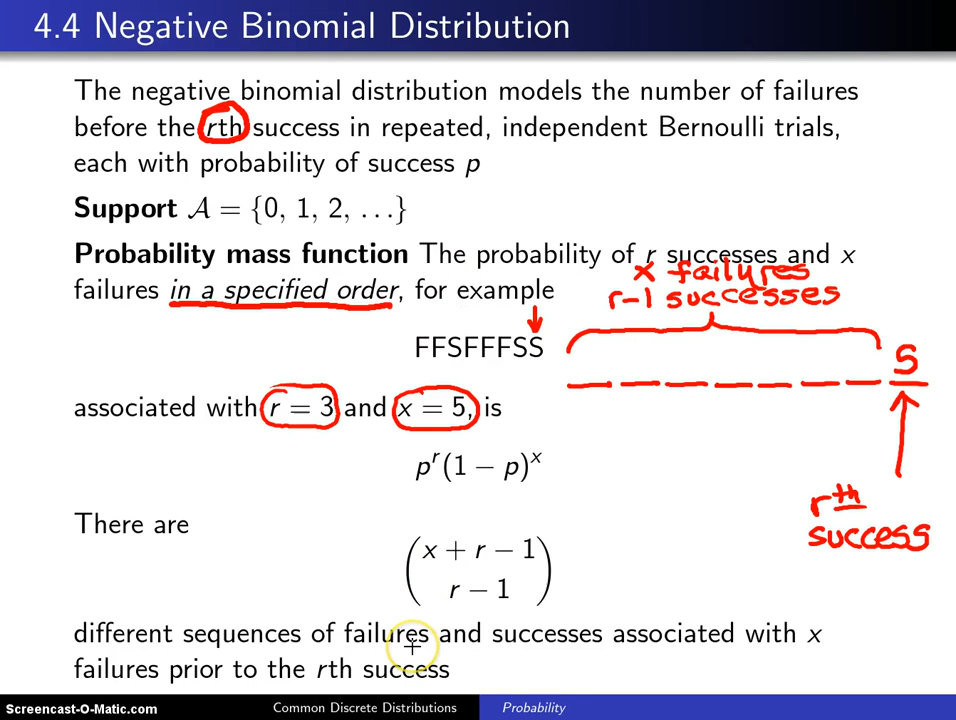 4.4 Negative Binomial Distribution
The negative binomial distribution models the number of failures
before the rth success in repeated, independent Bernoulli trials,
each with probability of success p
Support 𝒜 = {0, 1, 2, …}
Probability mass function The probability of r successes and x
failures in a specified order, for example
x failures
r-1 successes
FFSFFFSS
S
associated with r = 3 and x = 5, is
p^r(1 − p)^x
rth
success
There are
(x + r − 1
r − 1)
different sequences of failures and successes associated with x
failures prior to the rth success
Screencast-O-Matic.com Common Discrete Distributions Probability